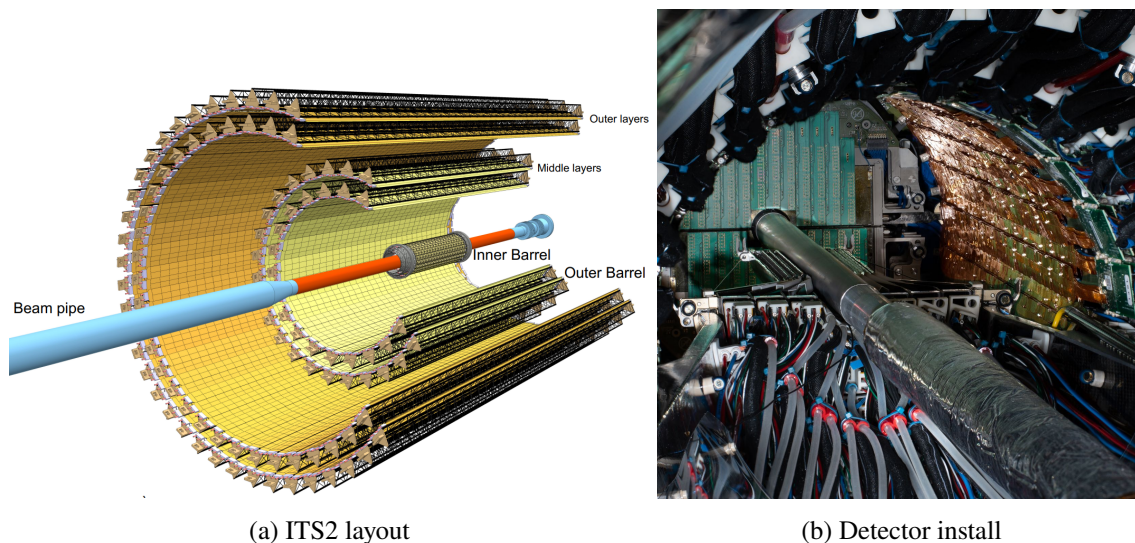 Outer layers
Middle layers
Inner Barrel
Outer Barrel
Beam pipe
(a) ITS2 layout
(b) Detector install